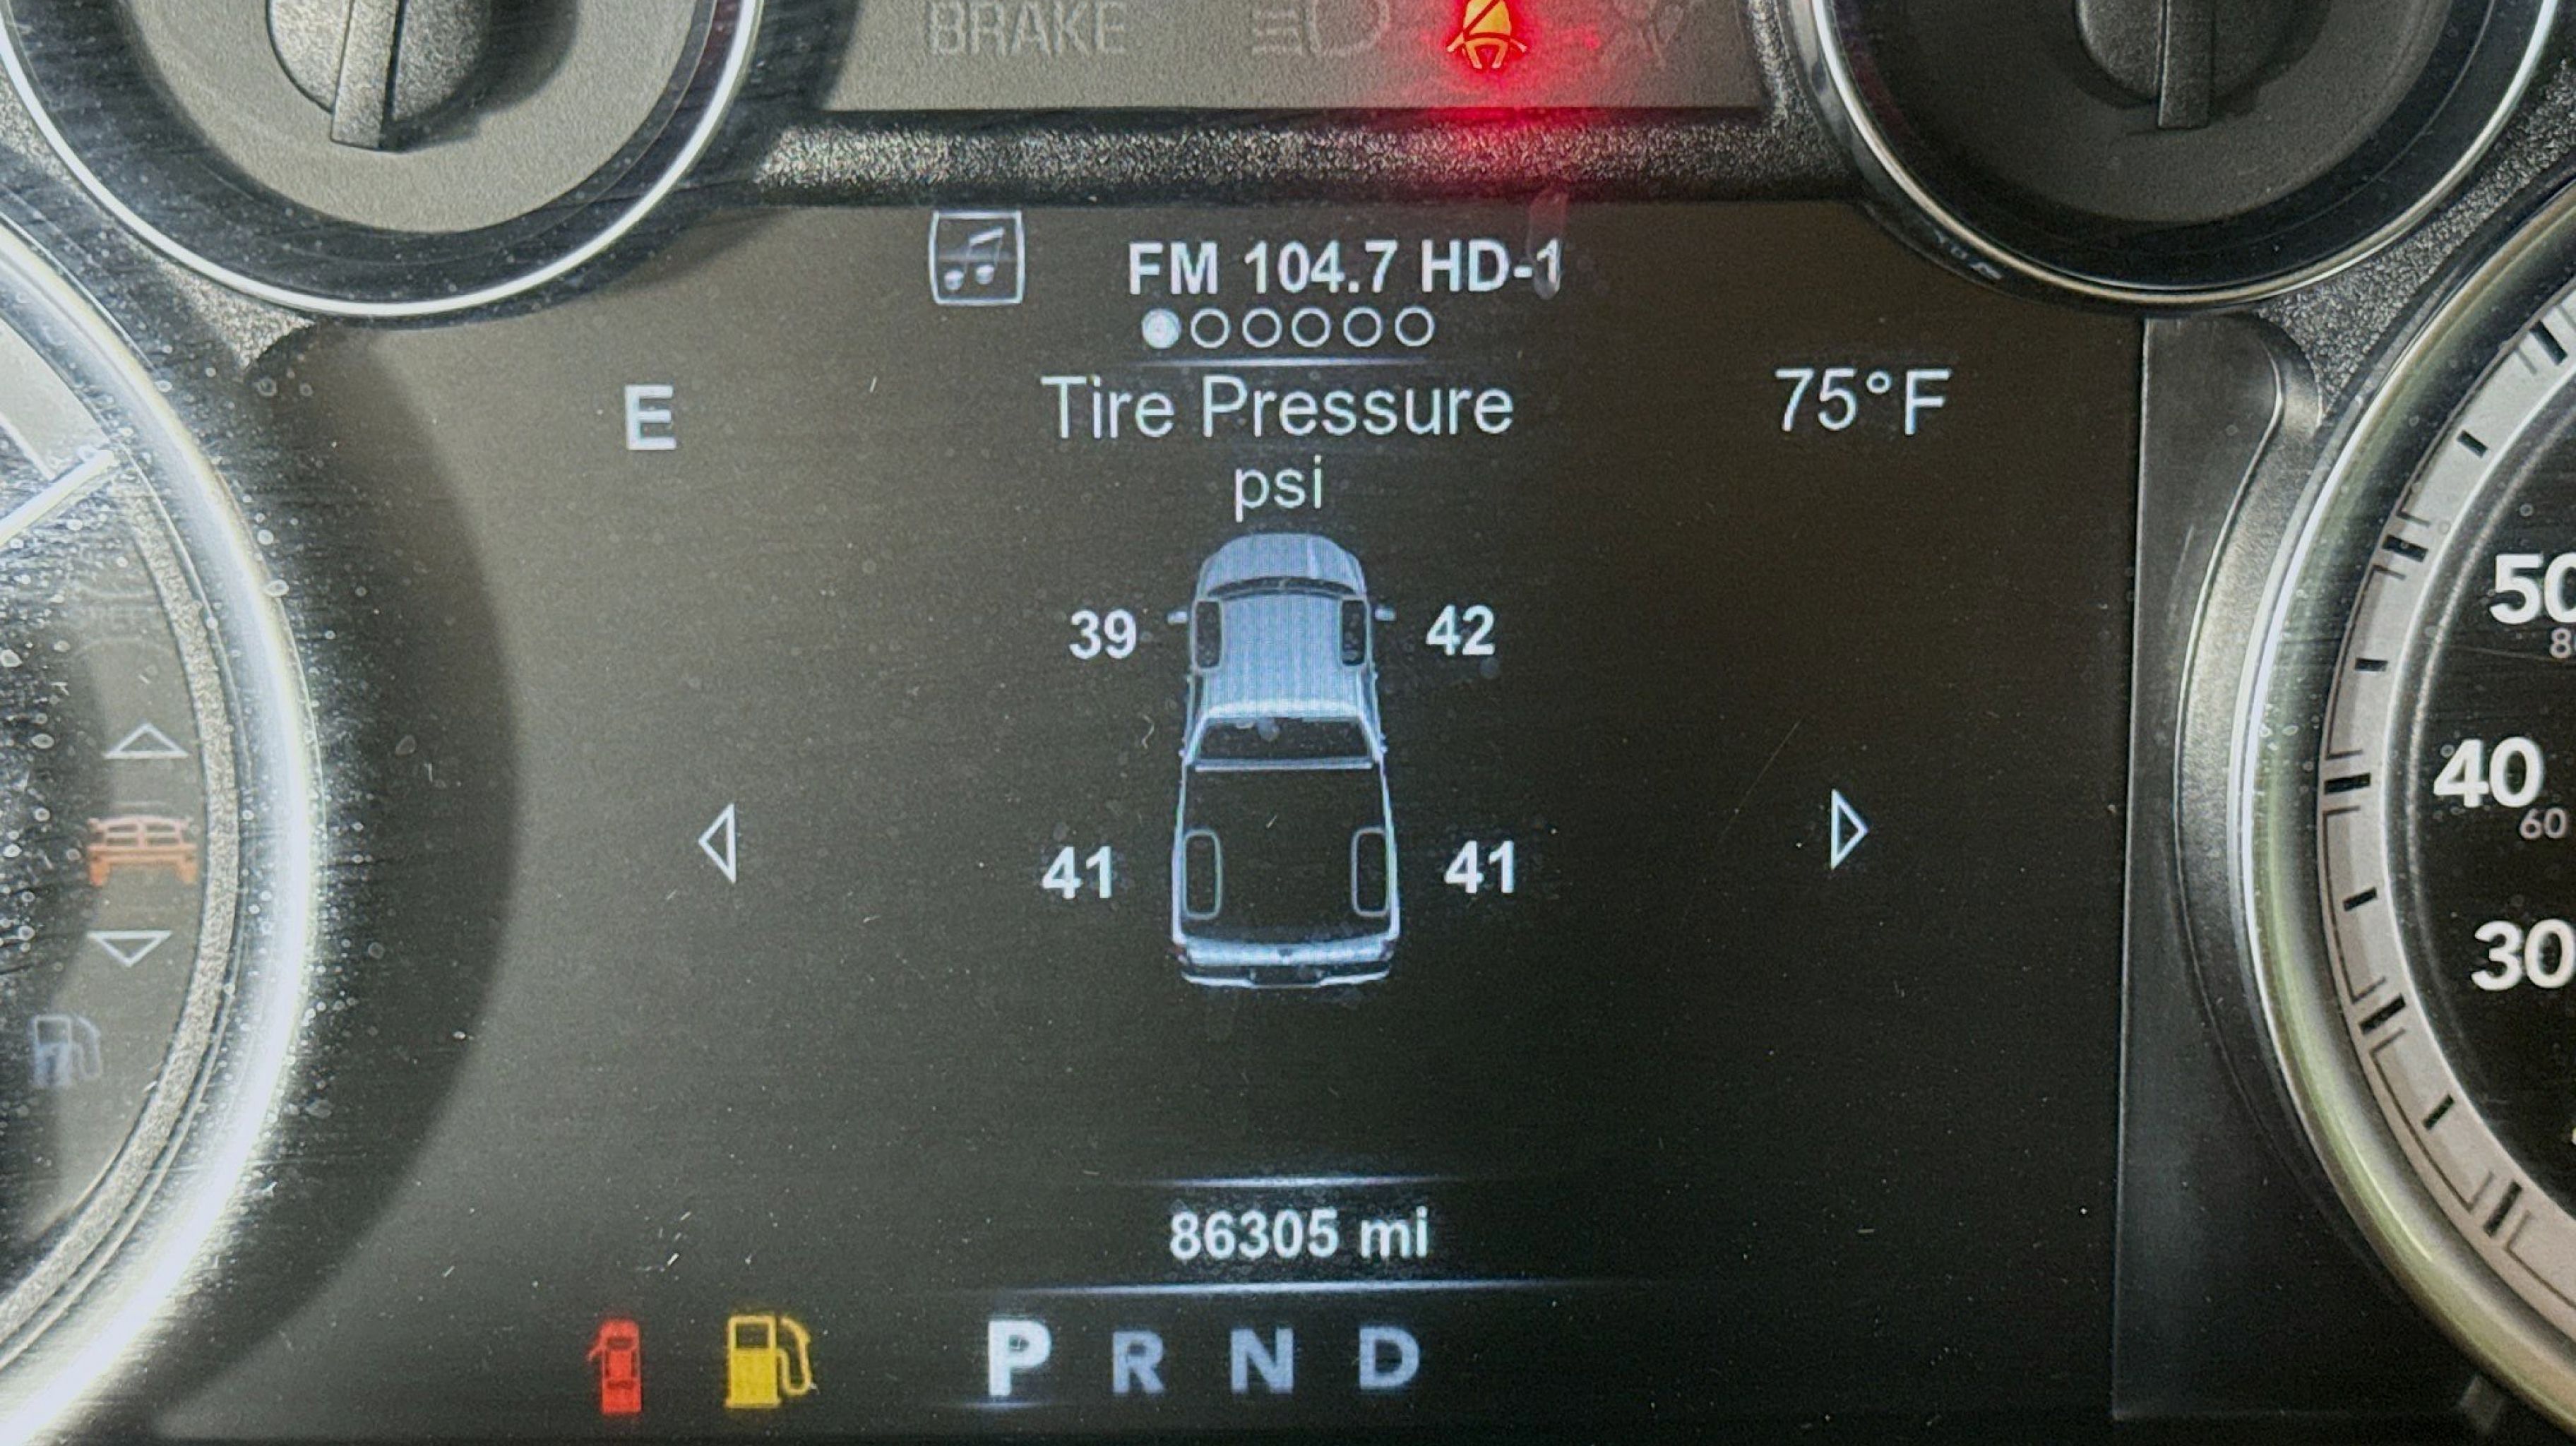 BRAKE
FM 104.7 HD-1
E
Tire Pressure
75°F
psi
39
42
41
41
50
40
60
30
86305 mi
P R N D